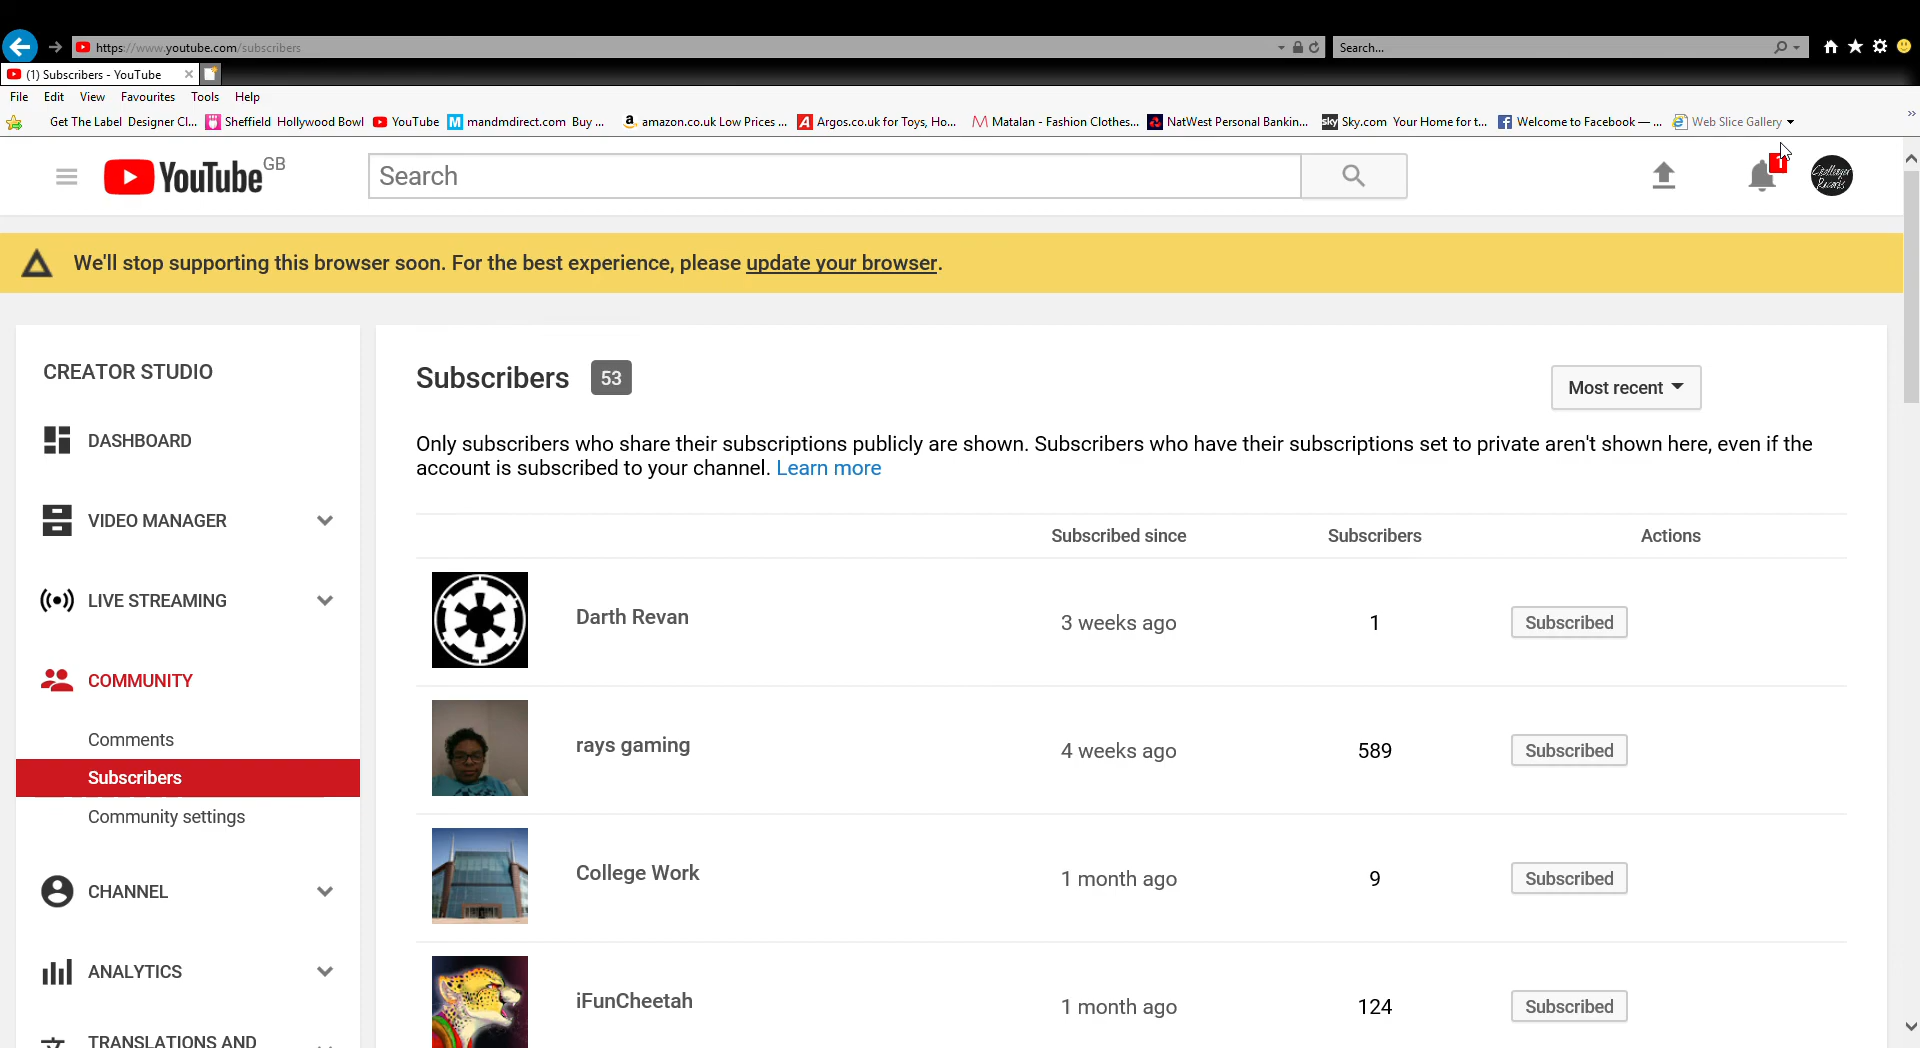 https://www.youtube.com/subscribers
Search...
(1) Subscribers - YouTube
File Edit View Favourites Tools Help
Get The Label Designer Cl... Sheffield Hollywood Bowl YouTube M mandmdirect.com Buy ... a amazon.co.uk Low Prices ... A Argos.co.uk for Toys, Ho... M Matalan - Fashion Clothes... NatWest Personal Bankin... sky Sky.com Your Home for t... f Welcome to Facebook — ... Web Slice Gallery
YouTube GB
Search
1
Challenger Records
We'll stop supporting this browser soon. For the best experience, please update your browser.
CREATOR STUDIO
DASHBOARD
VIDEO MANAGER
LIVE STREAMING
COMMUNITY
Comments
Subscribers
Community settings
CHANNEL
ANALYTICS
TRANSLATIONS AND
Subscribers 53
Most recent
Only subscribers who share their subscriptions publicly are shown. Subscribers who have their subscriptions set to private aren't shown here, even if the
account is subscribed to your channel. Learn more
Subscribed since Subscribers Actions
Darth Revan 3 weeks ago 1 Subscribed
rays gaming 4 weeks ago 589 Subscribed
College Work 1 month ago 9 Subscribed
iFunCheetah 1 month ago 124 Subscribed